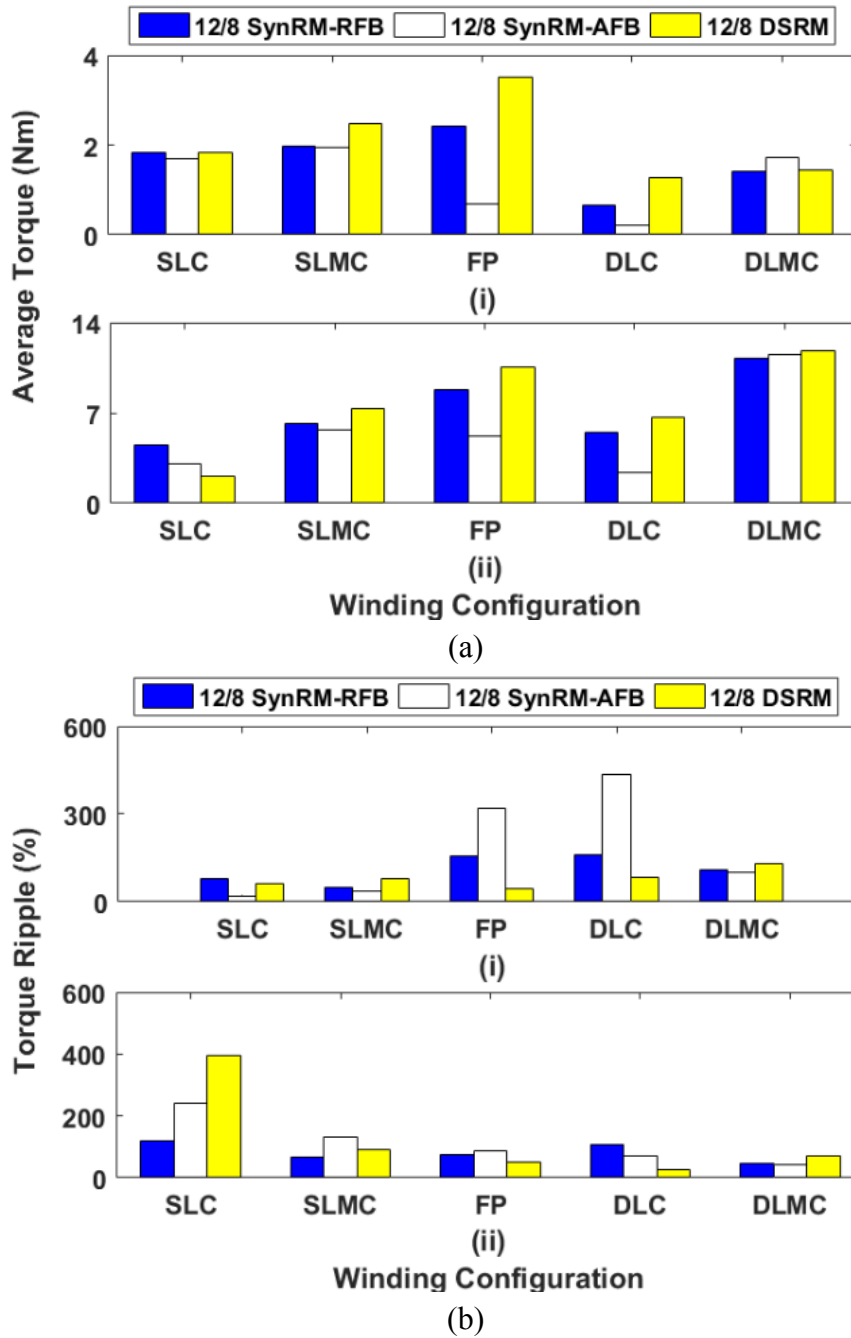 12/8 SynRM-RFB 12/8 SynRM-AFB 12/8 DSRM
Average Torque (Nm)
4
2
0
SLC SLMC FP DLC DLMC
(i)
14
7
0
SLC SLMC FP DLC DLMC
(ii)
Winding Configuration
(a)
12/8 SynRM-RFB 12/8 SynRM-AFB 12/8 DSRM
Torque Ripple (%)
600
300
0
SLC SLMC FP DLC DLMC
(i)
600
400
200
0
SLC SLMC FP DLC DLMC
(ii)
Winding Configuration
(b)